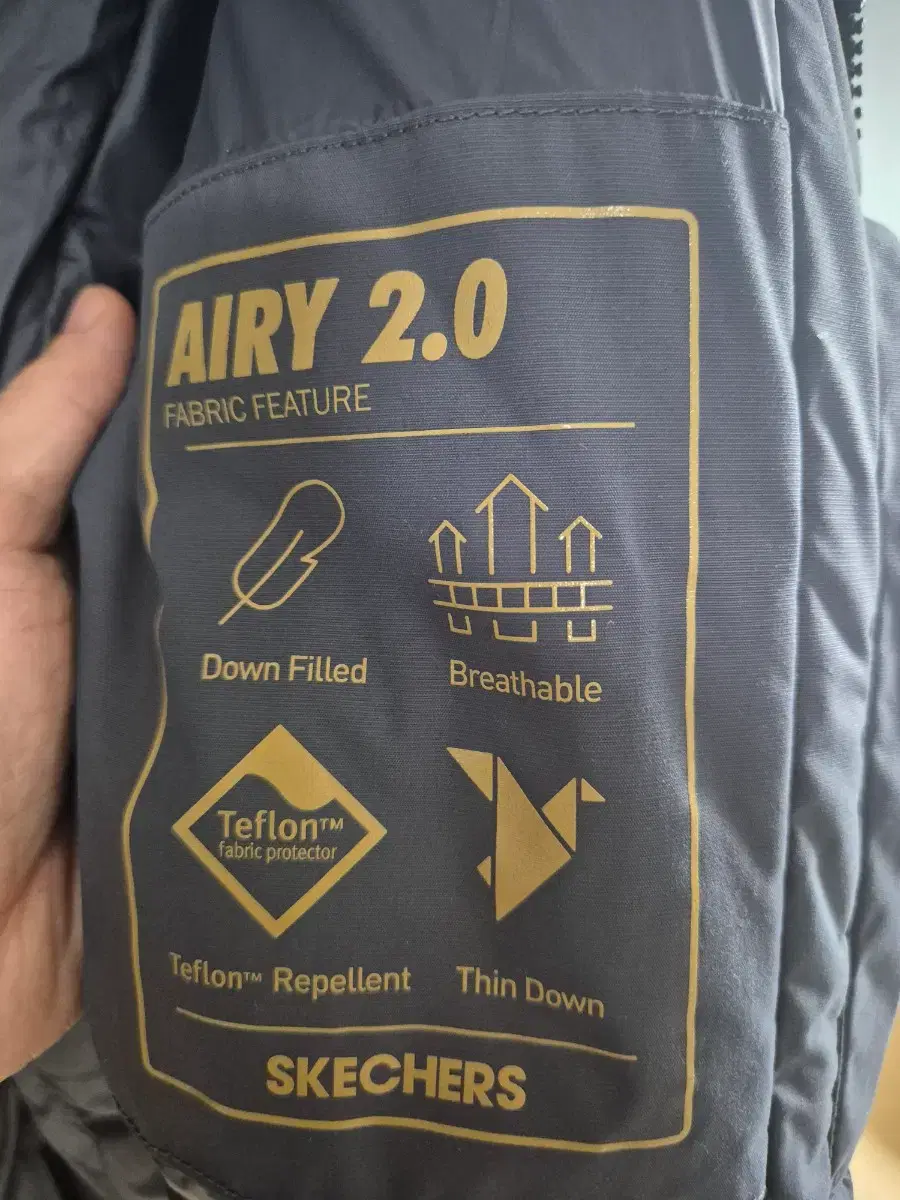 AIRY 2.0
FABRIC FEATURE
Down Filled
Breathable
Teflon™
fabric protector
Teflon™ Repellent
Thin Down
SKECHERS